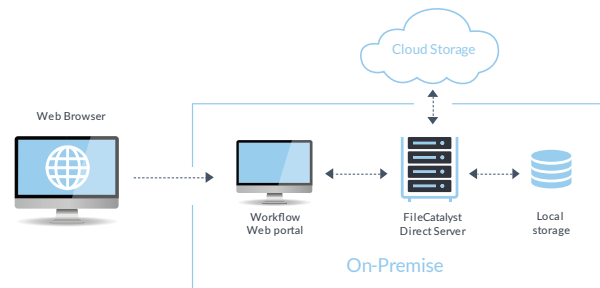 Cloud Storage
Web Browser
Workflow
Web portal
FileCatalyst
Direct Server
Local
storage
On-Premise